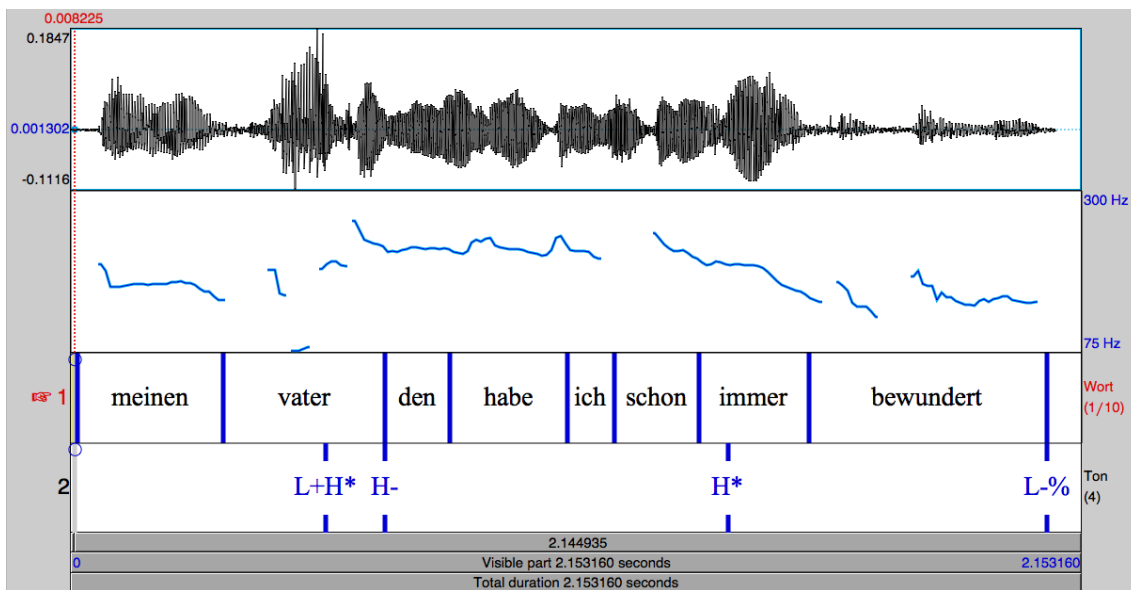 0.008225
0.1847
0.001302
-0.1116
300 Hz
75 Hz
☞ 1 meinen vater den habe ich schon immer bewundert Wort
(1/10)
2 L+H* H- H* L-% Ton
(4)
2.144935
0 Visible part 2.153160 seconds 2.153160
Total duration 2.153160 seconds